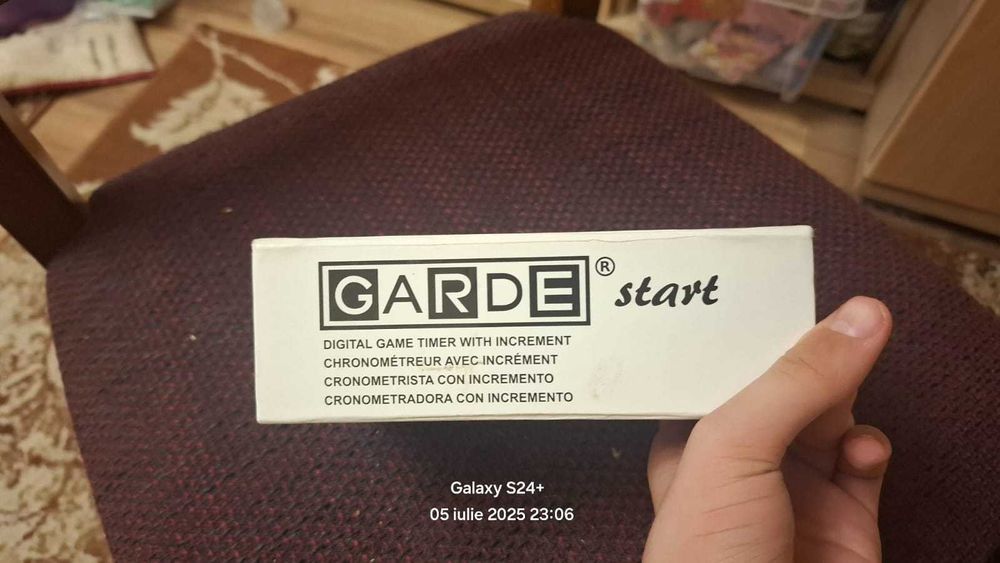 GARDE® start
DIGITAL GAME TIMER WITH INCREMENT
CHRONOMÉTREUR AVEC INCRÉMENT
CRONOMETRISTA CON INCREMENTO
CRONOMETRADORA CON INCREMENTO
Galaxy S24+
05 iulie 2025 23:06